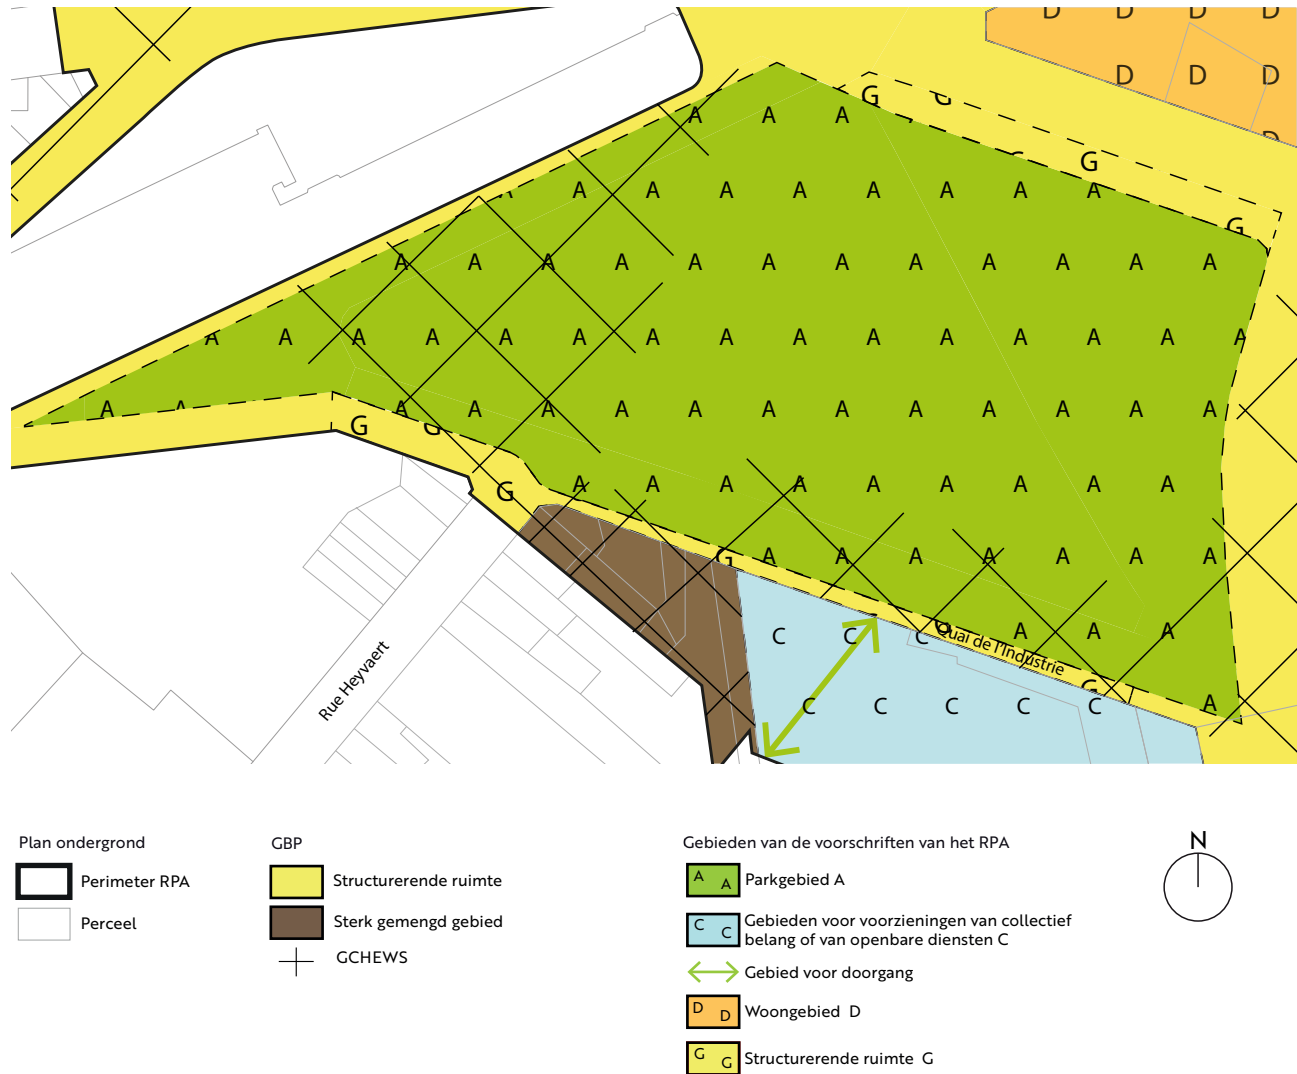 D D D D
G G D D D
A A A D
G G
A A A A A A A A A
G
A A A A A A A A A A A A
A A A A A A A A A A A A A A A
A A A A A A A A A A A A A A
G G
G A A A A A A A A A
G A A A A A A A
C C C G A A A
Quai de l'Industrie
Rue Heyvaert
G
C C C C C A
Plan ondergrond
Perimeter RPA
Perceel
GBP
Structurerende ruimte
Sterk gemengd gebied
GCHEWS
Gebieden van de voorschriften van het RPA
A A Parkgebied A
C C Gebieden voor voorzieningen van collectief
belang of van openbare diensten C
Gebied voor doorgang
D D Woongebied D
G G Structurerende ruimte G
N